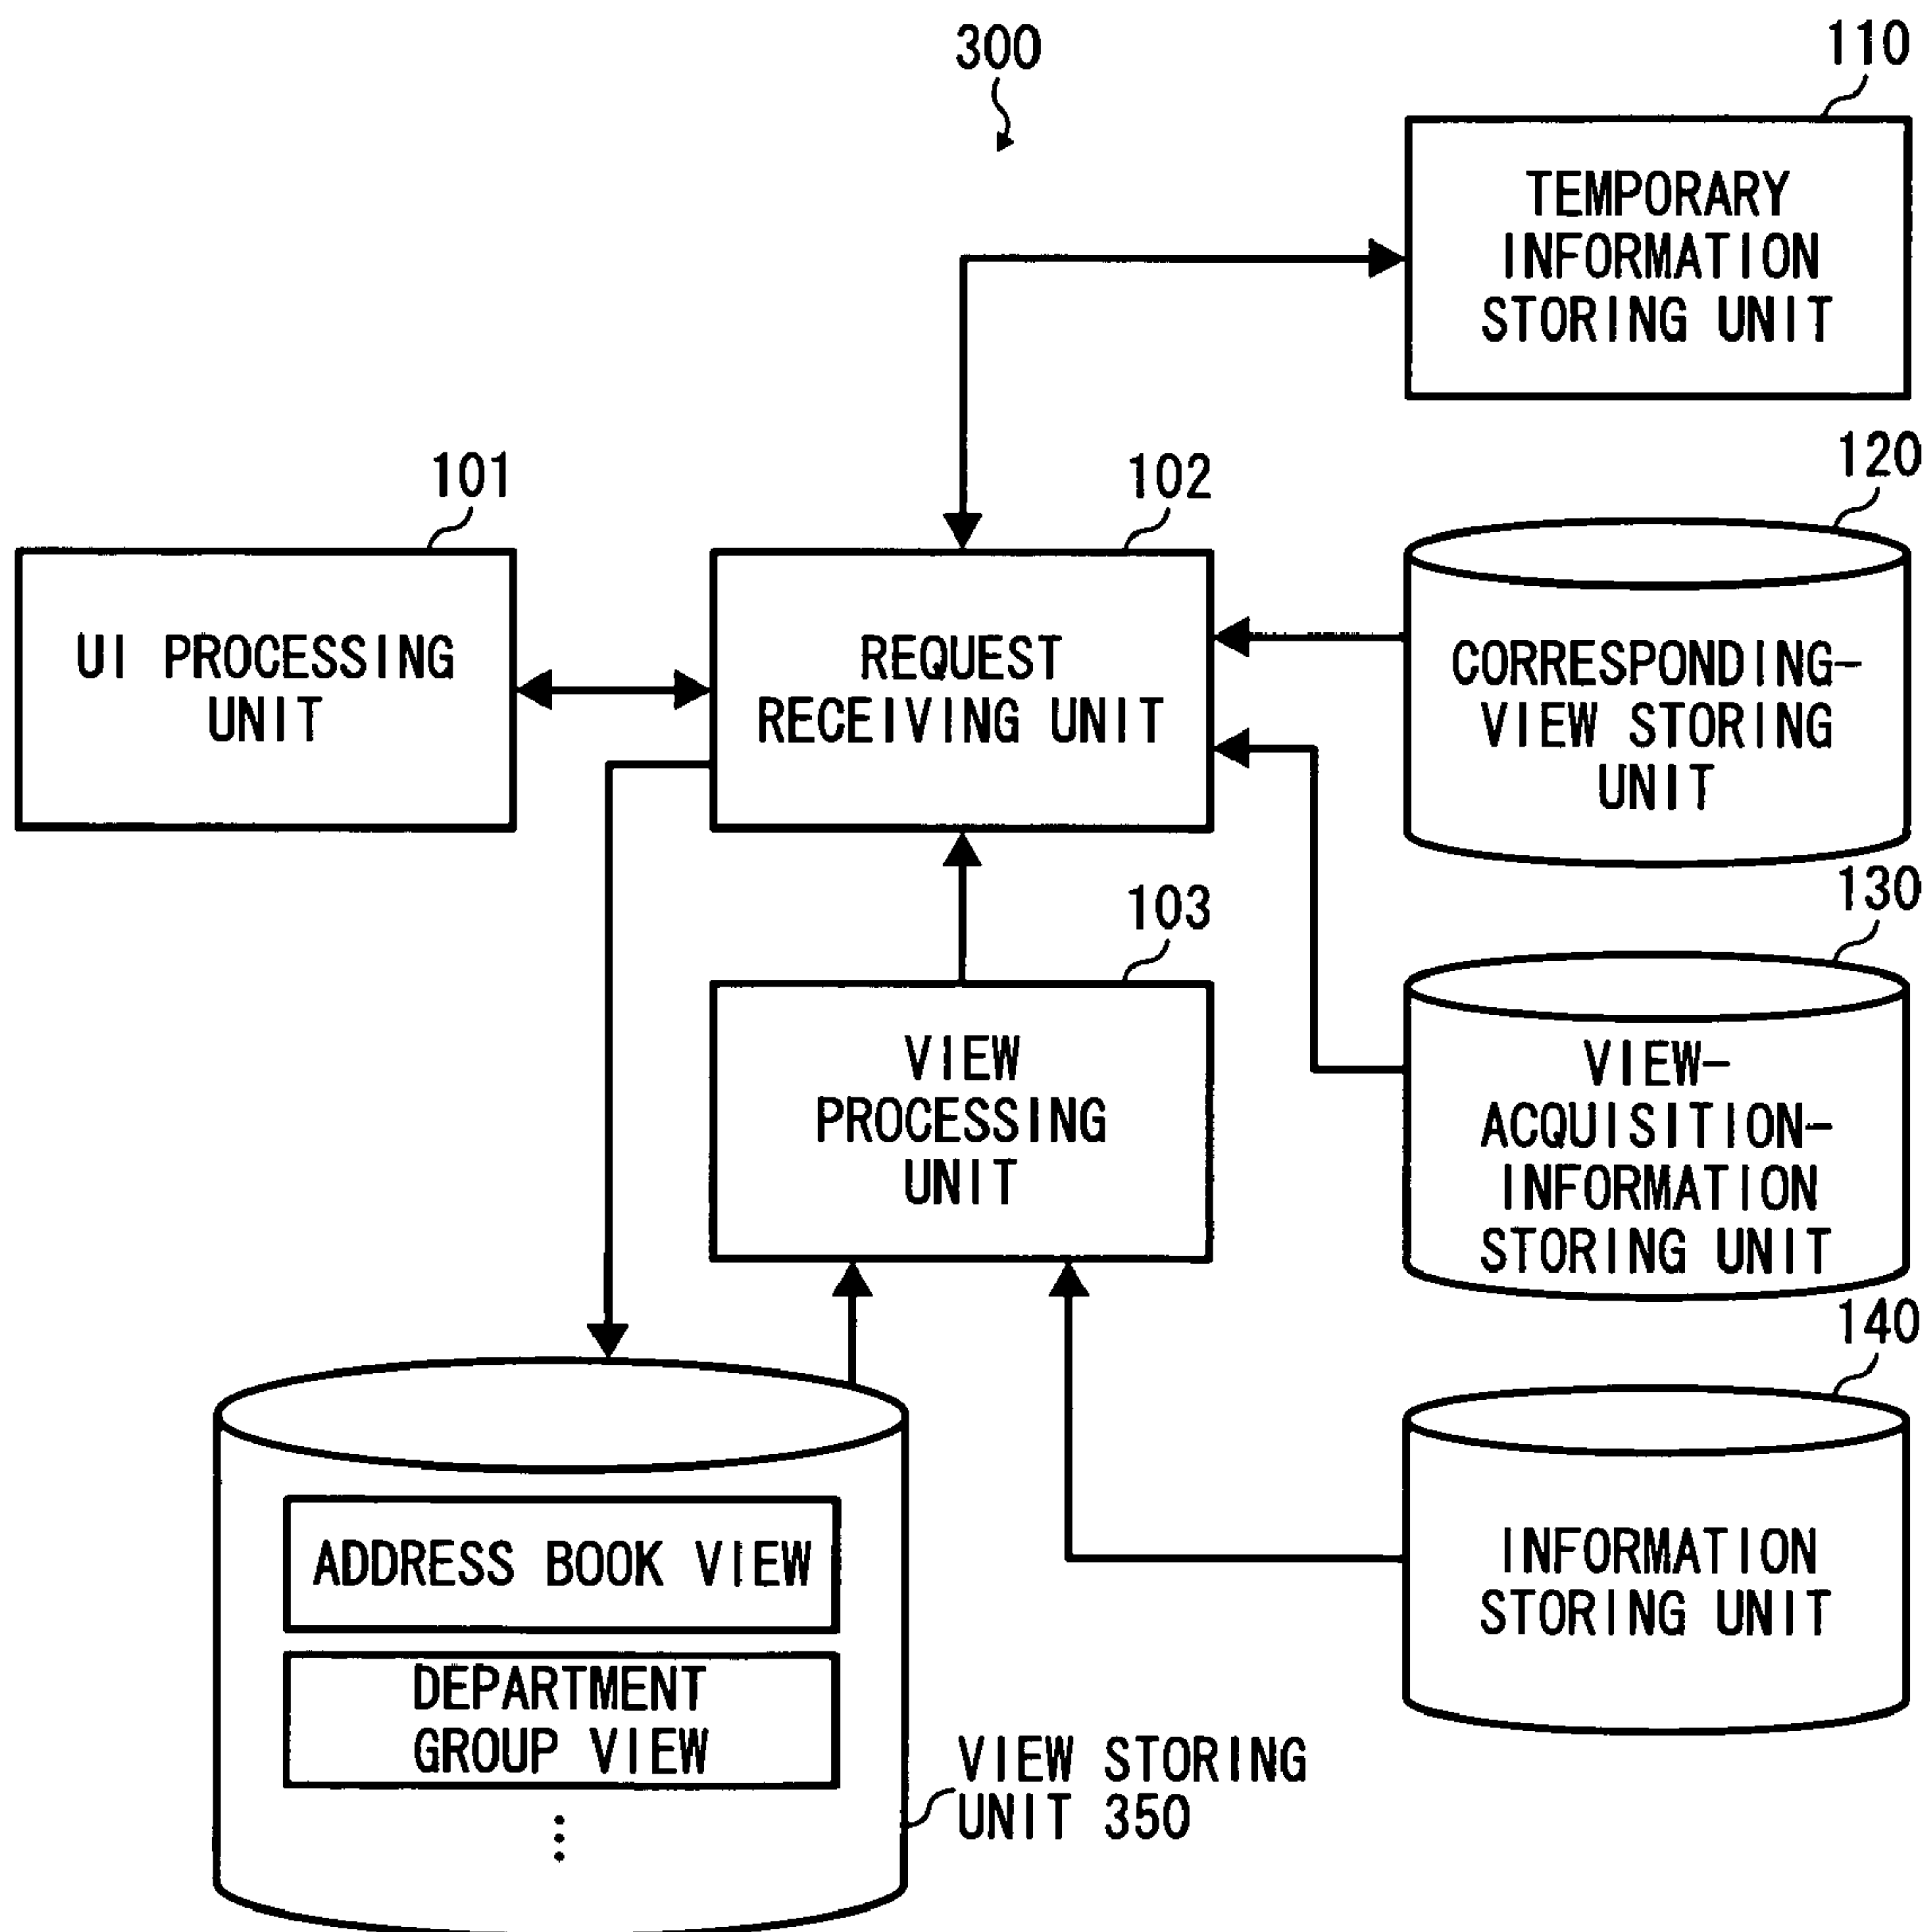 300
110
TEMPORARY
INFORMATION
STORING UNIT
101
102
120
UI PROCESSING
UNIT
REQUEST
RECEIVING UNIT
CORRESPONDING-
VIEW STORING
UNIT
103
130
VIEW
PROCESSING
UNIT
VIEW-
ACQUISITION-
INFORMATION
STORING UNIT
140
INFORMATION
STORING UNIT
ADDRESS BOOK VIEW
DEPARTMENT
GROUP VIEW
VIEW STORING
UNIT 350